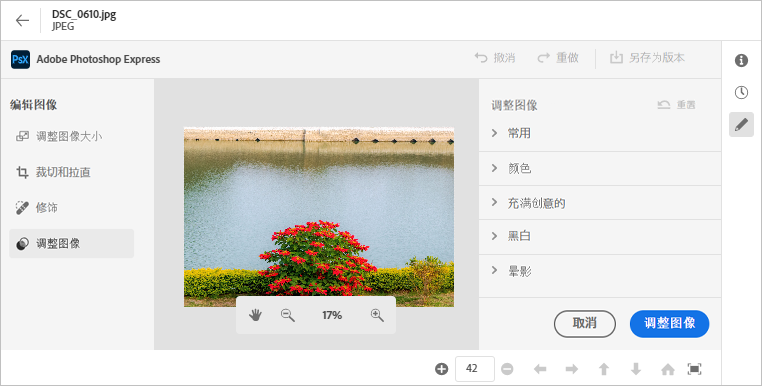 DSC_0610.jpg
JPEG
PsX Adobe Photoshop Express
撤消 重做 另存为版本
编辑图像
调整图像大小
裁切和拉直
修饰
调整图像
17%
调整图像 重置
常用
颜色
充满创意的
黑白
晕影
取消 调整图像
42